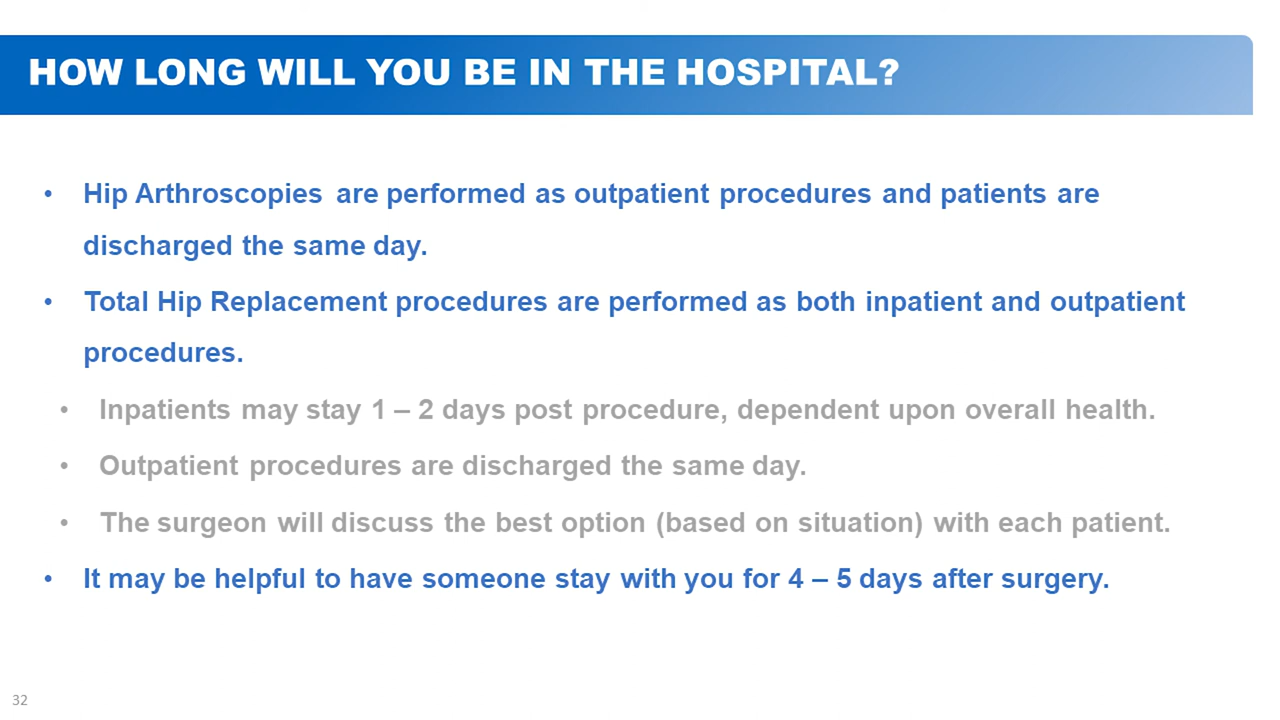 HOW LONG WILL YOU BE IN THE HOSPITAL?
• Hip Arthroscopies are performed as outpatient procedures and patients are
discharged the same day.
• Total Hip Replacement procedures are performed as both inpatient and outpatient
procedures.
• Inpatients may stay 1 – 2 days post procedure, dependent upon overall health.
• Outpatient procedures are discharged the same day.
• The surgeon will discuss the best option (based on situation) with each patient.
• It may be helpful to have someone stay with you for 4 – 5 days after surgery.
32